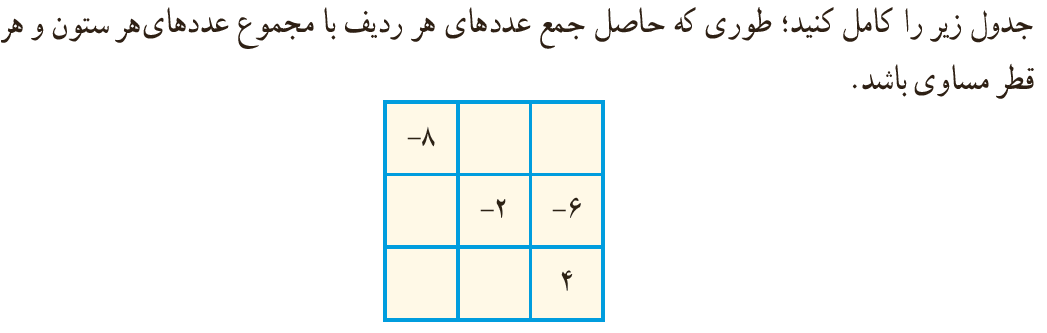 جدول زیر را کامل کنید؛ طوری که حاصل جمع عددهای هر ردیف با مجموع عددهای هر ستون و هر
قطر مساوی باشد.
−۸
−۲ −۶
۴